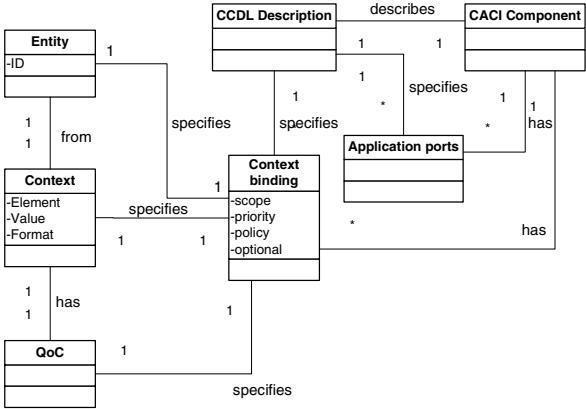 describes
CCDL Description
CACI Component
Entity
-ID
1
1
1
1
specifies
*
1
1
has
1
*
specifies
1
*
specifies
Application ports
1
1
from
Context
-Element
-Value
-Format
1
specifies
1
1
Context
binding
-scope
-priority
-policy
-optional
*
has
1
1
has
1
QoC
1
specifies